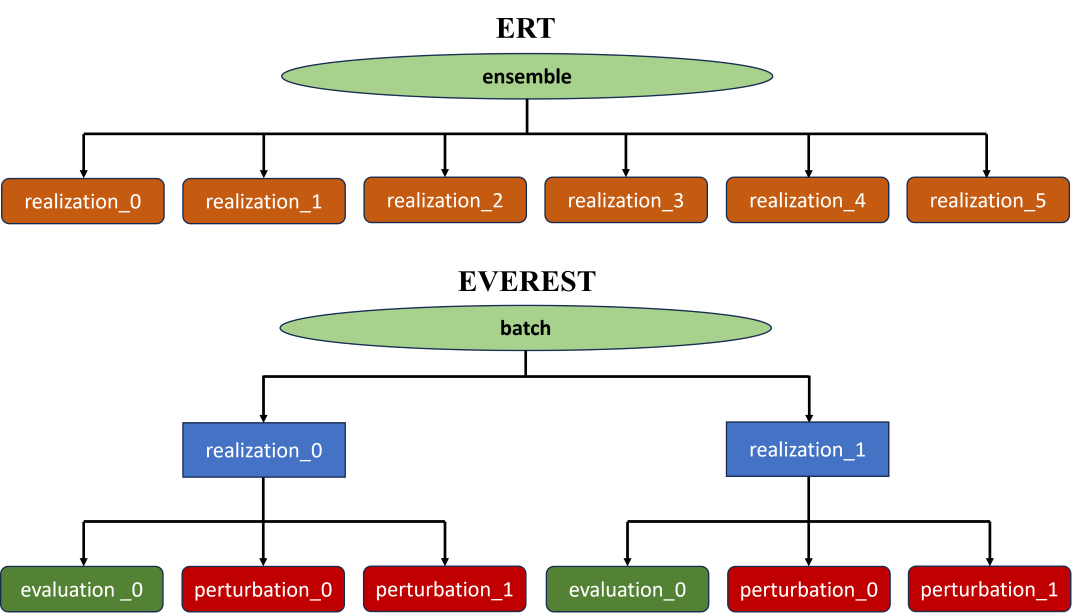 ERT
ensemble
realization_0 realization_1 realization_2 realization_3 realization_4 realization_5
EVEREST
batch
realization_0 realization_1
evaluation _0 perturbation_0 perturbation_1 evaluation_0 perturbation_0 perturbation_1